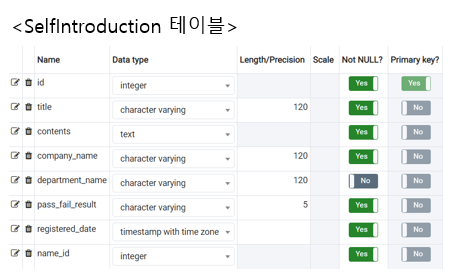 <SelfIntroduction 테이블>
Name Data type Length/Precision Scale Not NULL? Primary key?
id integer Yes Yes
title character varying 120 Yes No
contents text Yes No
company_name character varying 120 Yes No
department_name character varying 120 No No
pass_fail_result character varying 5 Yes No
registered_date timestamp with time zone Yes No
name_id integer Yes No